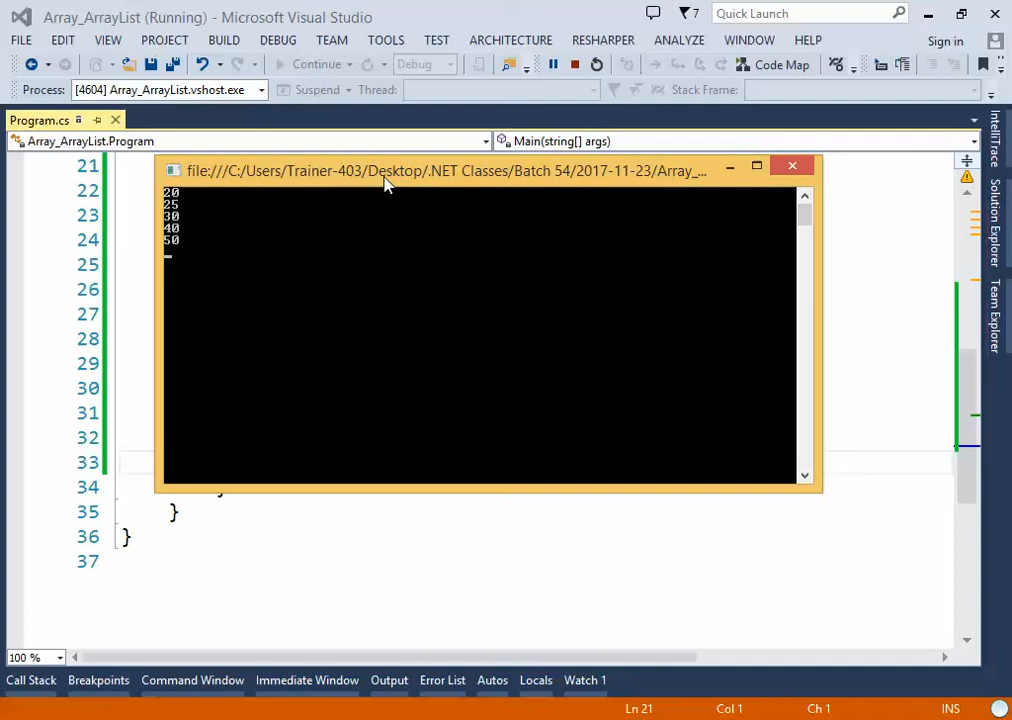 Array_ArrayList (Running) - Microsoft Visual Studio
7
Quick Launch
FILE EDIT VIEW PROJECT BUILD DEBUG TEAM TOOLS TEST ARCHITECTURE RESHARPER ANALYZE WINDOW HELP
Sign in
Continue Debug Code Map
Process: [4604] Array_ArrayList.vshost.exe Suspend Thread: Stack Frame:
Program.cs
Array_ArrayList.Program Main(string[] args)
file:///C:/Users/Trainer-403/Desktop/.NET Classes/Batch 54/2017-11-23/Array_...
20
25
30
40
50
21
22
23
24
25
26
27
28
29
30
31
32
33
34
35 }
36 }
37
IntelliTrace
Solution Explorer
Team Explorer
100 %
Call Stack Breakpoints Command Window Immediate Window Output Error List Autos Locals Watch 1
Ln 21 Col 1 Ch 1 INS